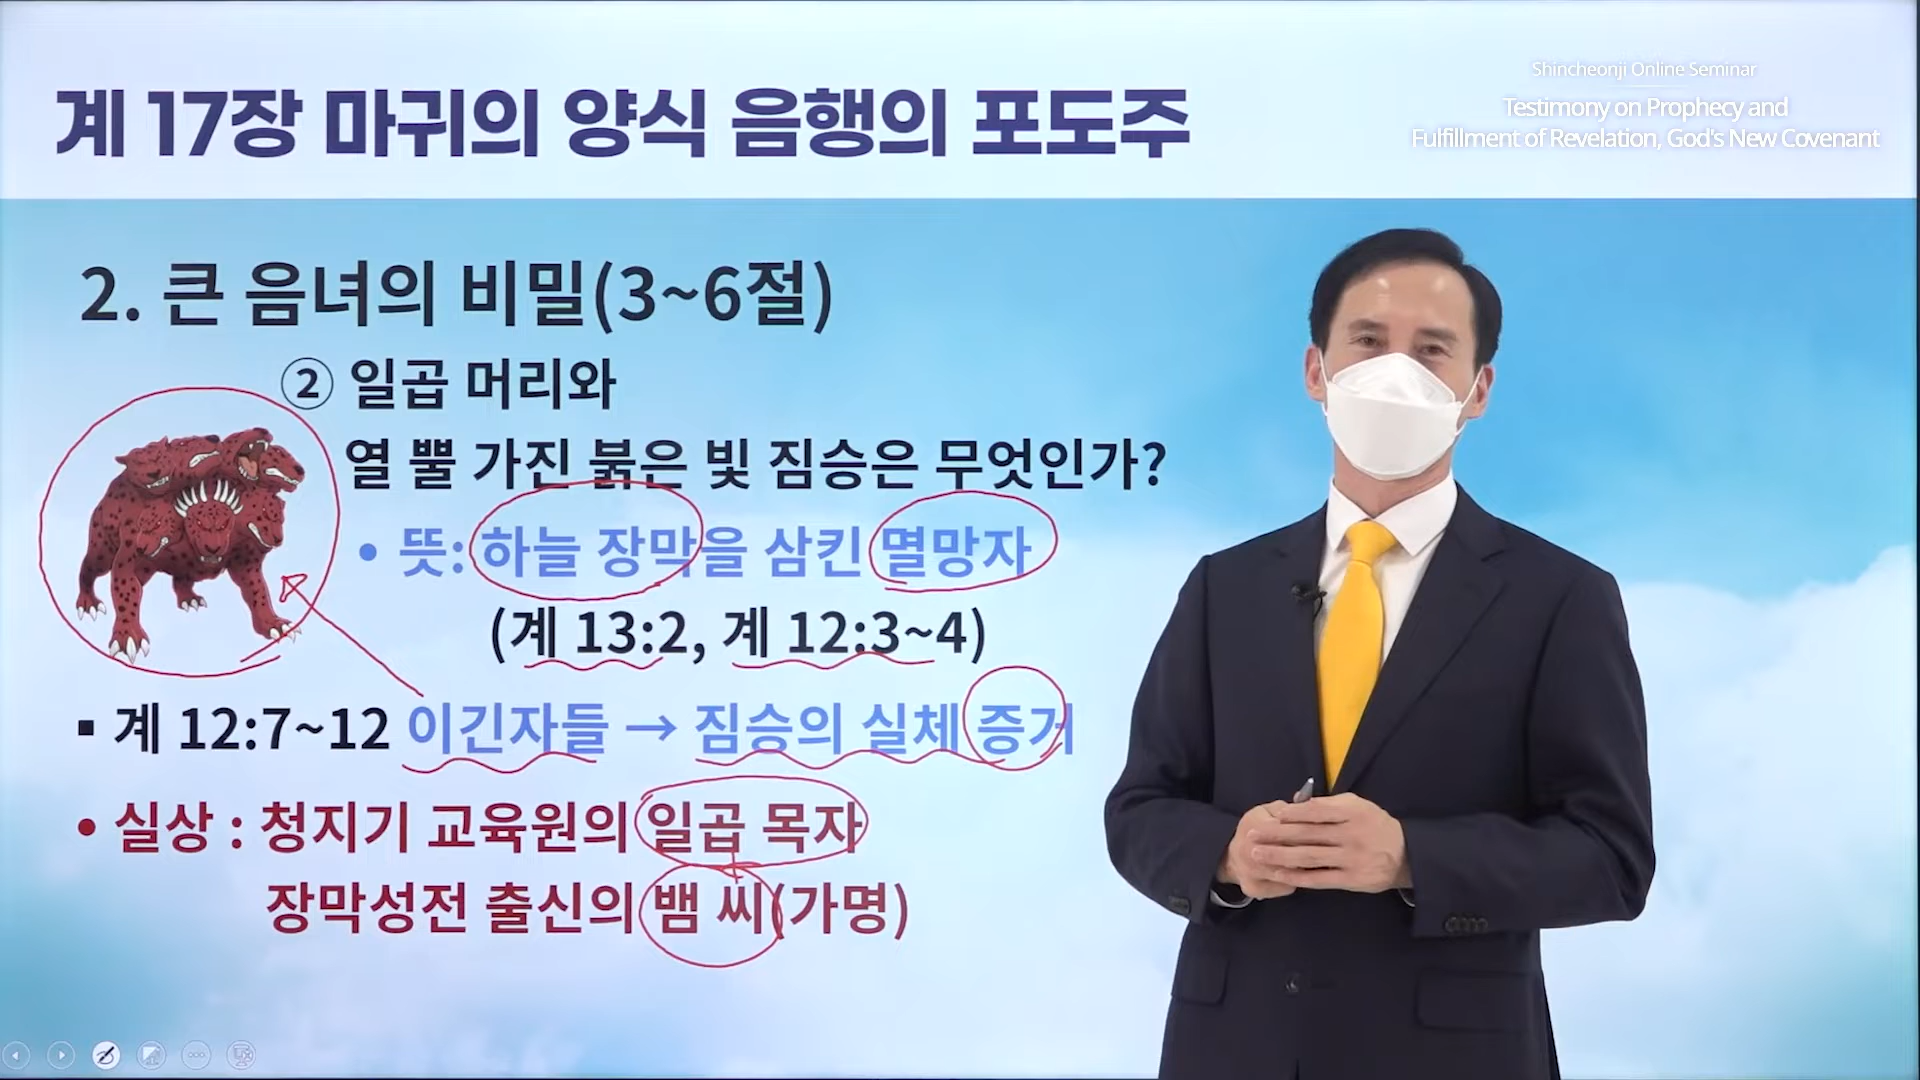 계 17장 마귀의 양식 음행의 포도주
Shincheonji Online Seminar
Testimony on Prophecy and
Fulfillment of Revelation, God's New Covenant
2. 큰 음녀의 비밀(3~6절)
② 일곱 머리와
열 뿔 가진 붉은 빛 짐승은 무엇인가?
• 뜻: 하늘 장막을 삼킨 멸망자
(계 13:2, 계 12:3~4)
▪ 계 12:7~12 이긴자들 → 짐승의 실체 증거
• 실상 : 청지기 교육원의 일곱 목자
장막성전 출신의 뱀 씨(가명)